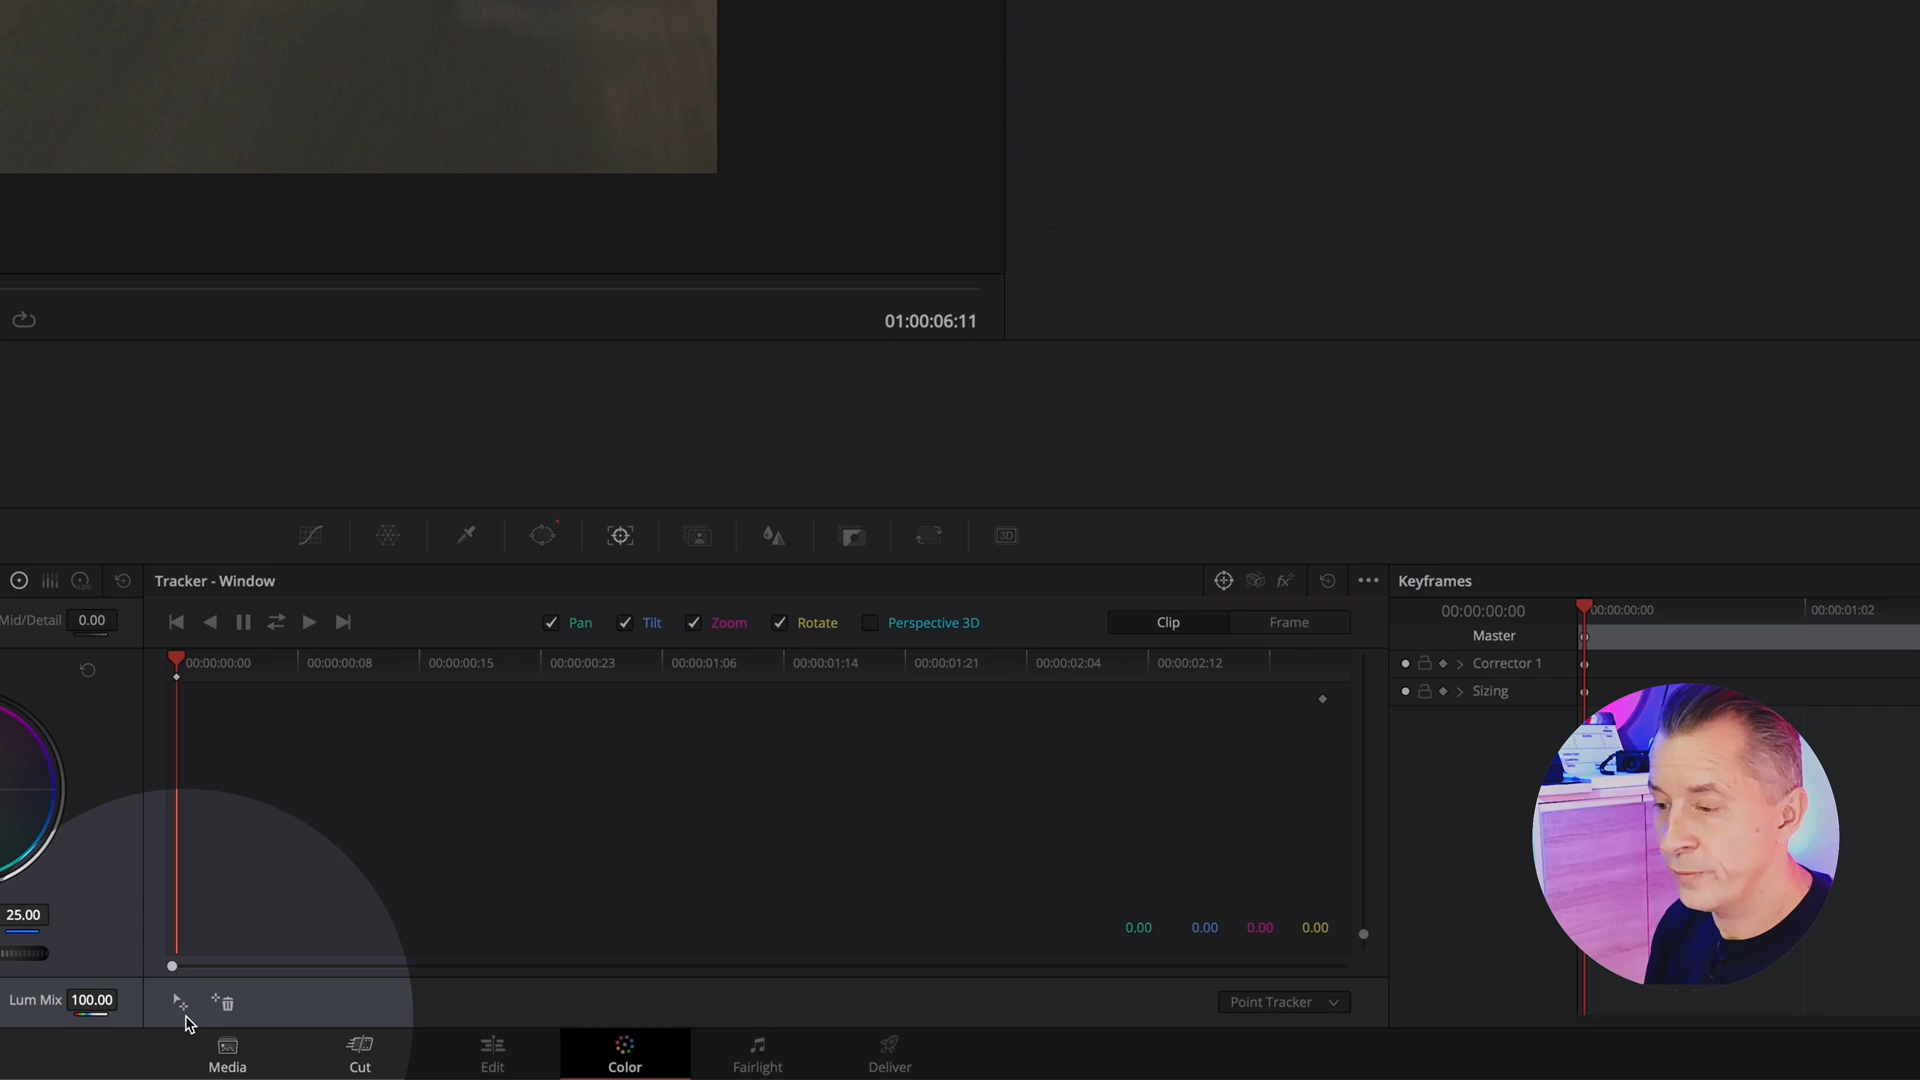 01:00:06:11
3D
Tracker - Window
Keyframes
Mid/Detail 0.00
Pan Tilt Zoom Rotate Perspective 3D
Clip Frame
00:00:00:00
00:00:00:00 00:00:01:02
Master
00:00:00:00 00:00:00:08 00:00:00:15 00:00:00:23 00:00:01:06 00:00:01:14 00:00:01:21 00:00:02:04 00:00:02:12
Corrector 1
Sizing
25.00
0.00 0.00 0.00 0.00
Lum Mix 100.00
Point Tracker
Media Cut Edit Color Fairlight Deliver